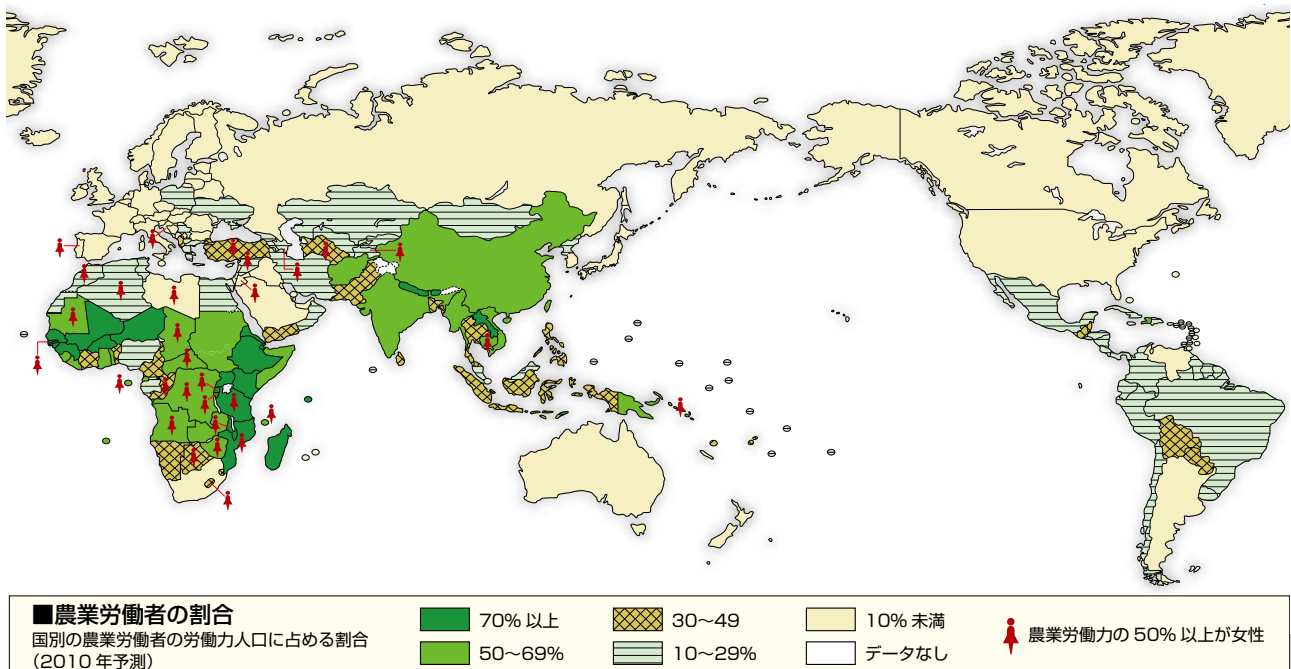 ■農業労働者の割合
国別の農業労働者の労働力人口に占める割合
(2010 年予測)
70% 以上
50〜69%
30〜49
10〜29%
10% 未満
データなし
農業労働力の 50% 以上が女性